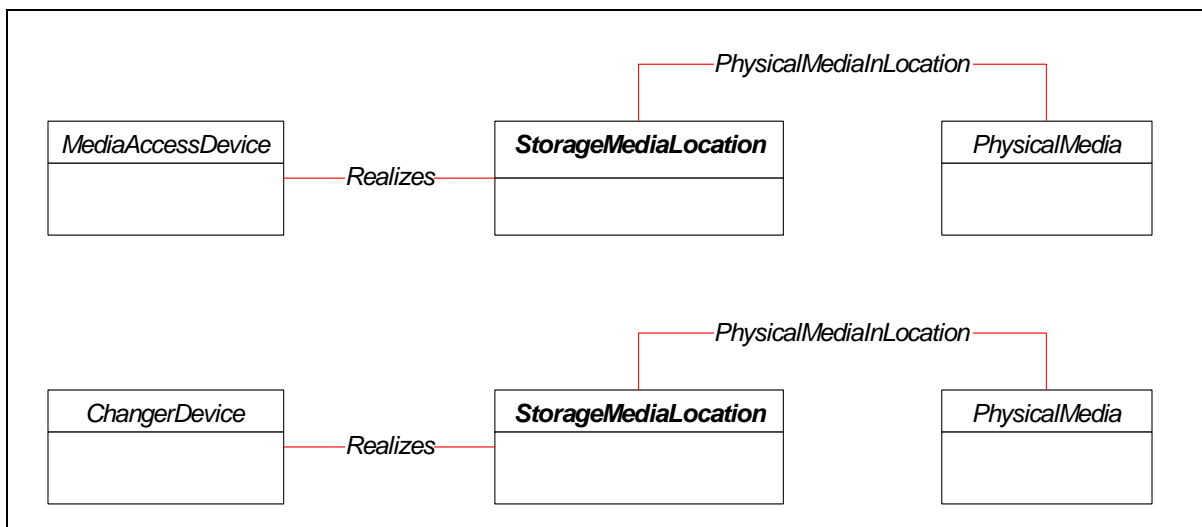 PhysicalMediaInLocation
MediaAccessDevice
StorageMediaLocation
PhysicalMedia
Realizes
PhysicalMediaInLocation
ChangerDevice
StorageMediaLocation
PhysicalMedia
Realizes